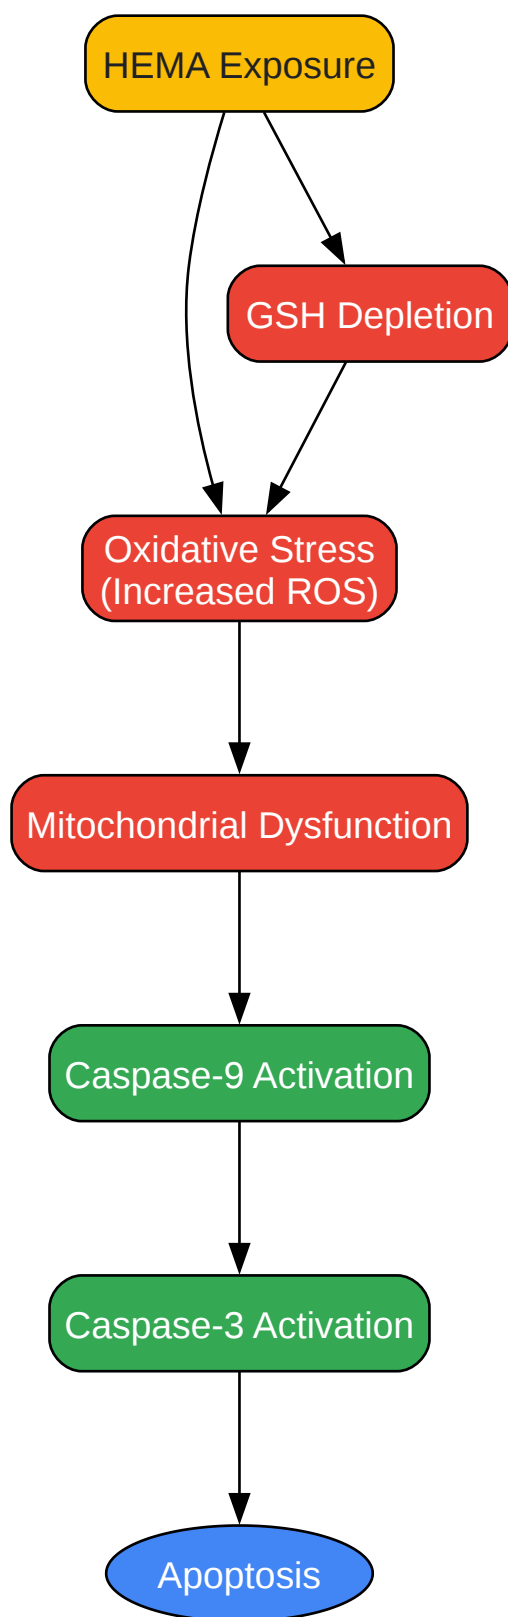 HEMA Exposure
GSH Depletion
Oxidative Stress
(Increased ROS)
Mitochondrial Dysfunction
Caspase-9 Activation
Caspase-3 Activation
Apoptosis